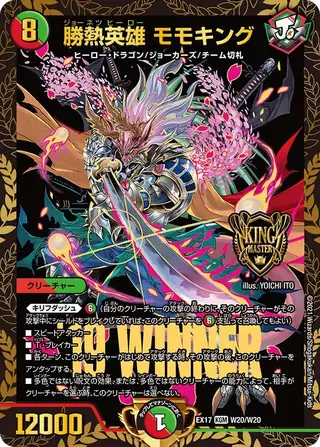 8
ジョーネツ ヒーロー
勝熱英雄 モモキング
ヒーロー・ドラゴン/ジョーカーズ/チーム切札
J
KING
MASTER
illus. YOICHI ITO
クリーチャー
キリフダッシュ 6(自分のクリーチャーの攻撃の終わりに、そのクリーチャーがその
攻撃中にシールドをブレイクしていれば、このクリーチャーを6支払って召喚してもよい)
■スピードアタッカー
■T・ブレイカー
■各ターン、このクリーチャーがはじめて攻撃する時、その攻撃の後、このクリーチャーを
アンタップする。
■多色ではない呪文の効果、または、多色ではないクリーチャーの能力によって、相手が
クリーチャーを選ぶ時、このクリーチャーは選べない。
WINNER
12000
1
EX17 KGM W20/W20